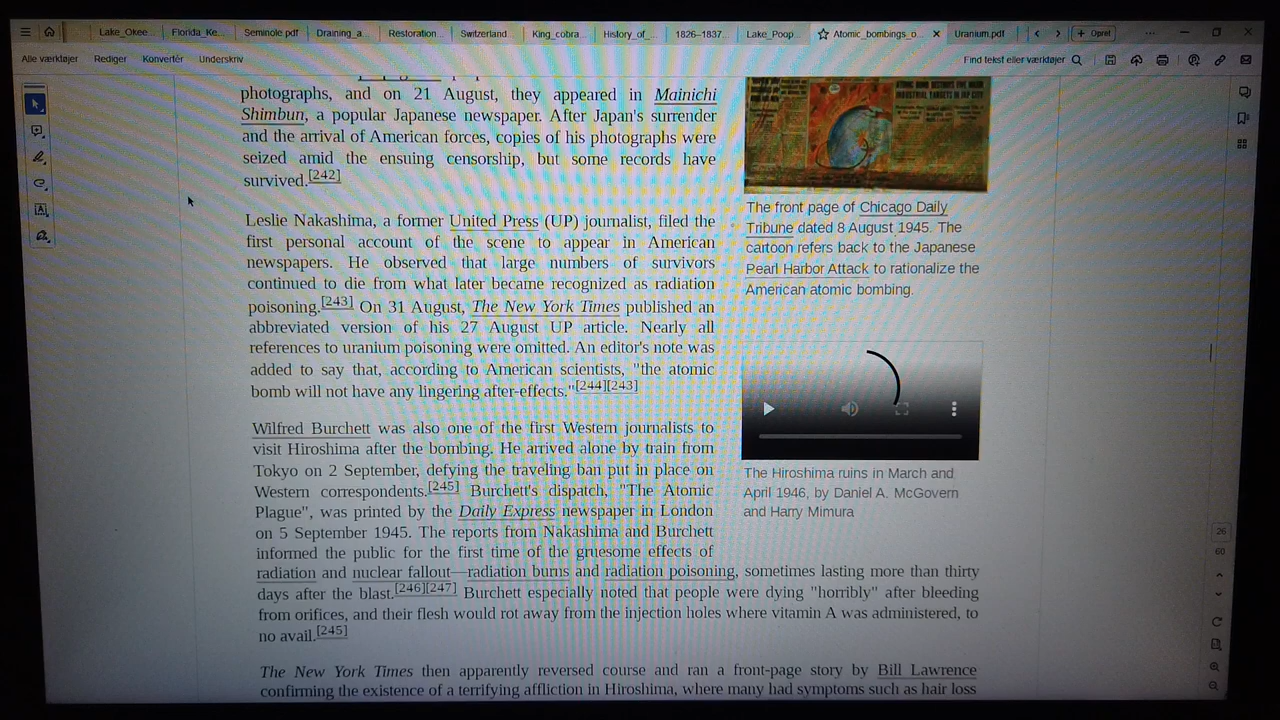 Lake_Okee...
Florida_Ke...
Seminole.pdf
Draining_a...
Restoration...
Switzerland...
King_cobra...
History_of_...
1826–1837...
Lake_Poop...
Atomic_bombings_o...
Uranium.pdf
+ Opret
Alle værktøjer
Rediger
Konvertér
Underskriv
Find tekst eller værktøjer
photographs, and on 21 August, they appeared in Mainichi
Shimbun, a popular Japanese newspaper. After Japan's surrender
and the arrival of American forces, copies of his photographs were
seized amid the ensuing censorship, but some records have
survived.[242]
Leslie Nakashima, a former United Press (UP) journalist, filed the
first personal account of the scene to appear in American
newspapers. He observed that large numbers of survivors
continued to die from what later became recognized as radiation
poisoning.[243] On 31 August, The New York Times published an
abbreviated version of his 27 August UP article. Nearly all
references to uranium poisoning were omitted. An editor's note was
added to say that, according to American scientists, "the atomic
bomb will not have any lingering after-effects."[244][243]
Wilfred Burchett was also one of the first Western journalists to
visit Hiroshima after the bombing. He arrived alone by train from
Tokyo on 2 September, defying the traveling ban put in place on
Western correspondents.[245] Burchett's dispatch, "The Atomic
Plague", was printed by the Daily Express newspaper in London
on 5 September 1945. The reports from Nakashima and Burchett
informed the public for the first time of the gruesome effects of
radiation and nuclear fallout—radiation burns and radiation poisoning, sometimes lasting more than thirty
days after the blast.[246][247] Burchett especially noted that people were dying "horribly" after bleeding
from orifices, and their flesh would rot away from the injection holes where vitamin A was administered, to
no avail.[245]
The New York Times then apparently reversed course and ran a front-page story by Bill Lawrence
confirming the existence of a terrifying affliction in Hiroshima, where many had symptoms such as hair loss
ATOMIC BOMB DESTROYS
INDUSTRIAL TARGETS IN JAP CITY
The front page of Chicago Daily
Tribune dated 8 August 1945. The
cartoon refers back to the Japanese
Pearl Harbor Attack to rationalize the
American atomic bombing.
The Hiroshima ruins in March and
April 1946, by Daniel A. McGovern
and Harry Mimura
26
60